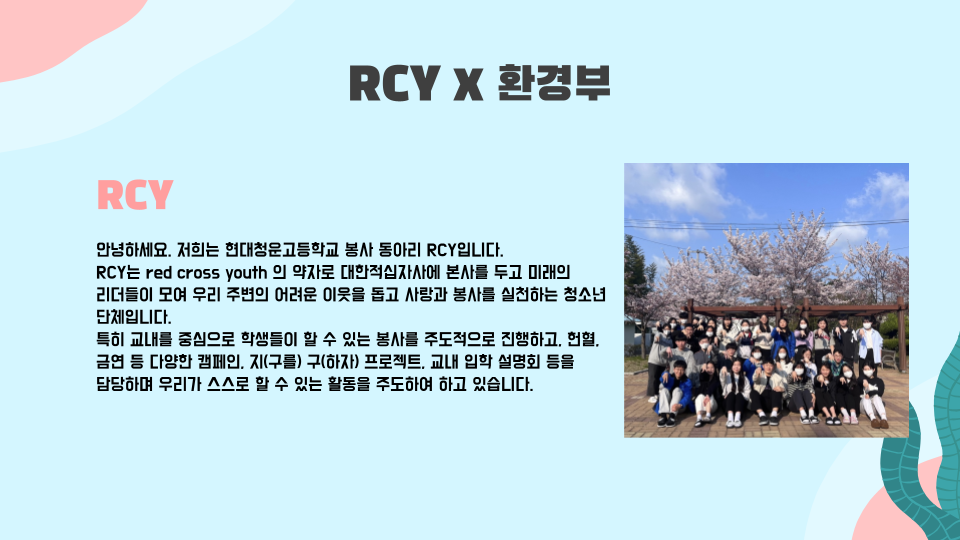 RCY x 환경부
RCY
안녕하세요. 저희는 현대청운고등학교 봉사 동아리 RCY입니다.
RCY는 red cross youth 의 약자로 대한적십자사에 본사를 두고 미래의
리더들이 모여 우리 주변의 어려운 이웃을 돕고 사랑과 봉사를 실천하는 청소년
단체입니다.
특히 교내를 중심으로 학생들이 할 수 있는 봉사를 주도적으로 진행하고, 헌혈,
금연 등 다양한 캠페인, 지(구를) 구(하자) 프로젝트, 교내 입학 설명회 등을
담당하며 우리가 스스로 할 수 있는 활동을 주도하여 하고 있습니다.